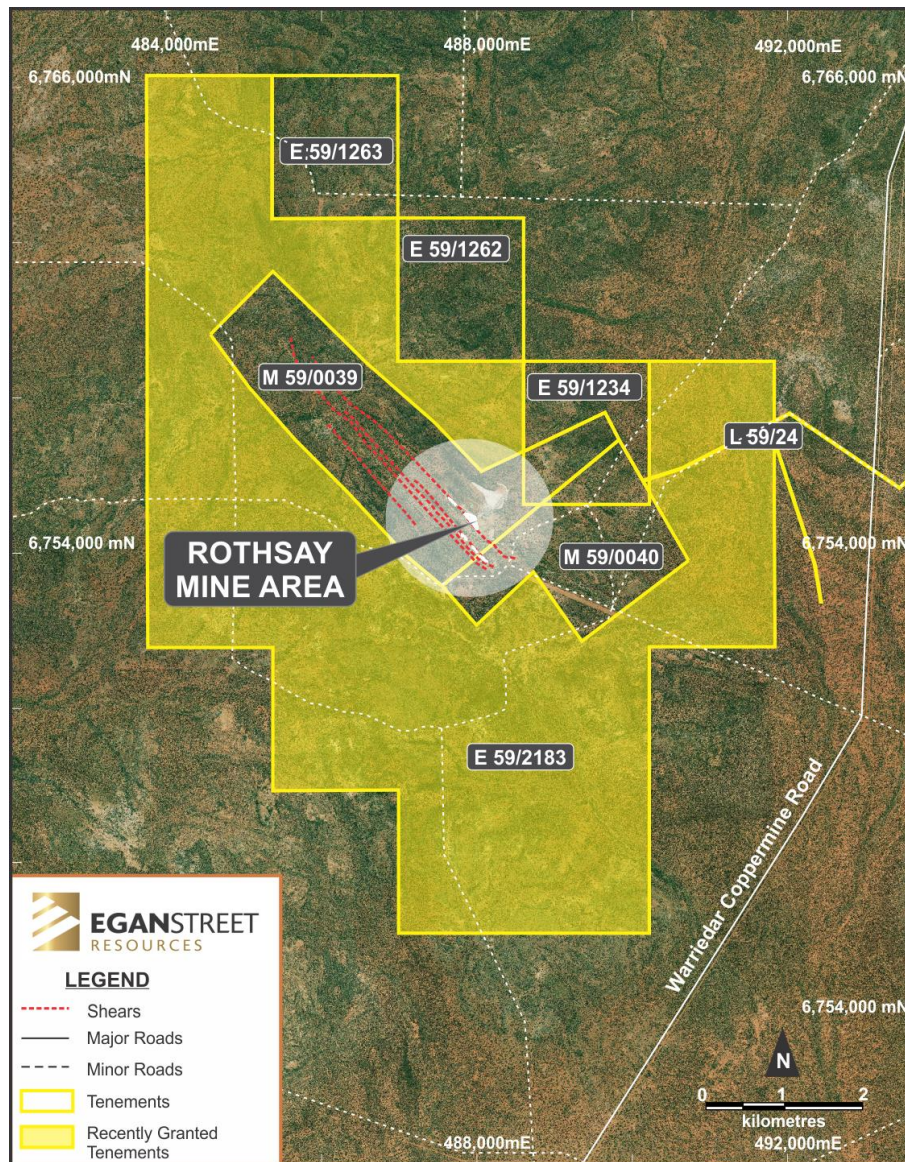 484,000mE
488,000mE
492,000mE
6,766,000mN
6,766,000 mN
E 59/1263
E 59/1262
M 59/0039
E 59/1234
L 59/24
6,754,000 mN
6,754,000 mN
ROTHSAY
MINE AREA
M 59/0040
E 59/2183
Warriedar Coppermine Road
EGANSTREET
RESOURCES
LEGEND
Shears
Major Roads
Minor Roads
Tenements
Recently Granted
Tenements
6,754,000 mN
N
0 1 2
kilometres
488,000mE
492,000mE